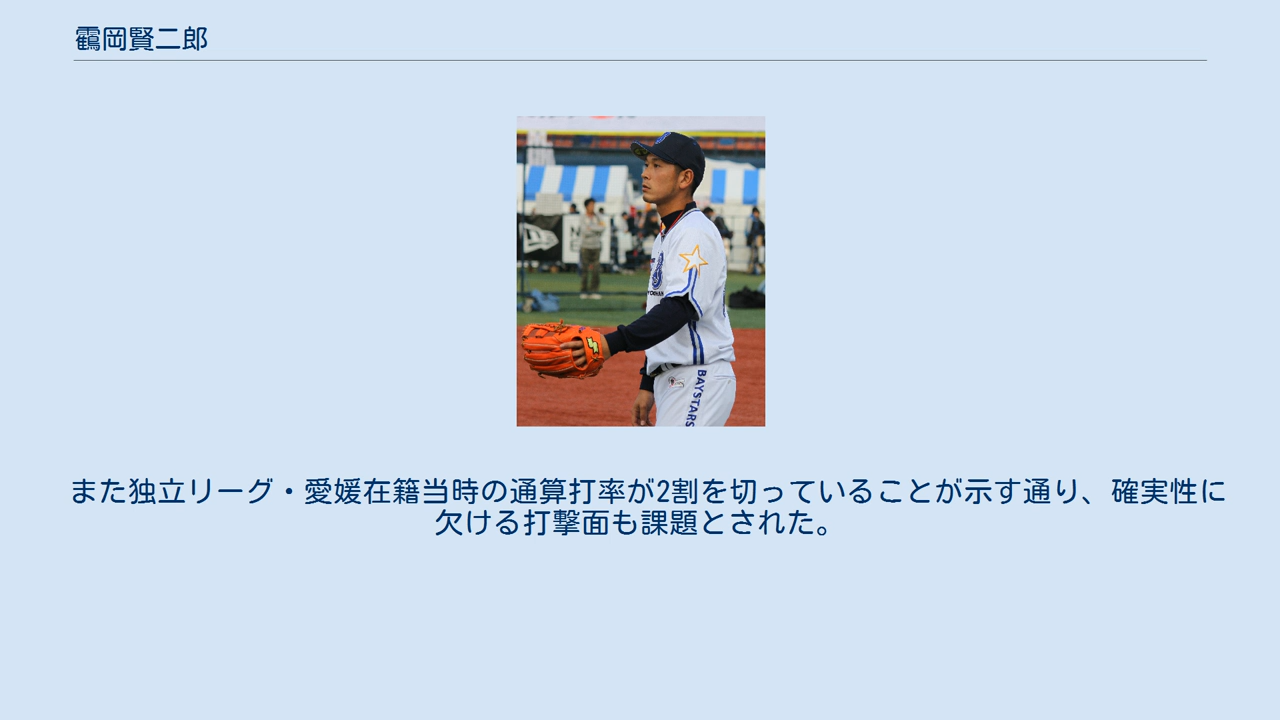 靏岡賢二郎
BAYSTARS
また独立リーグ・愛媛在籍当時の通算打率が2割を切っていることが示す通り、確実性に
欠ける打撃面も課題とされた。